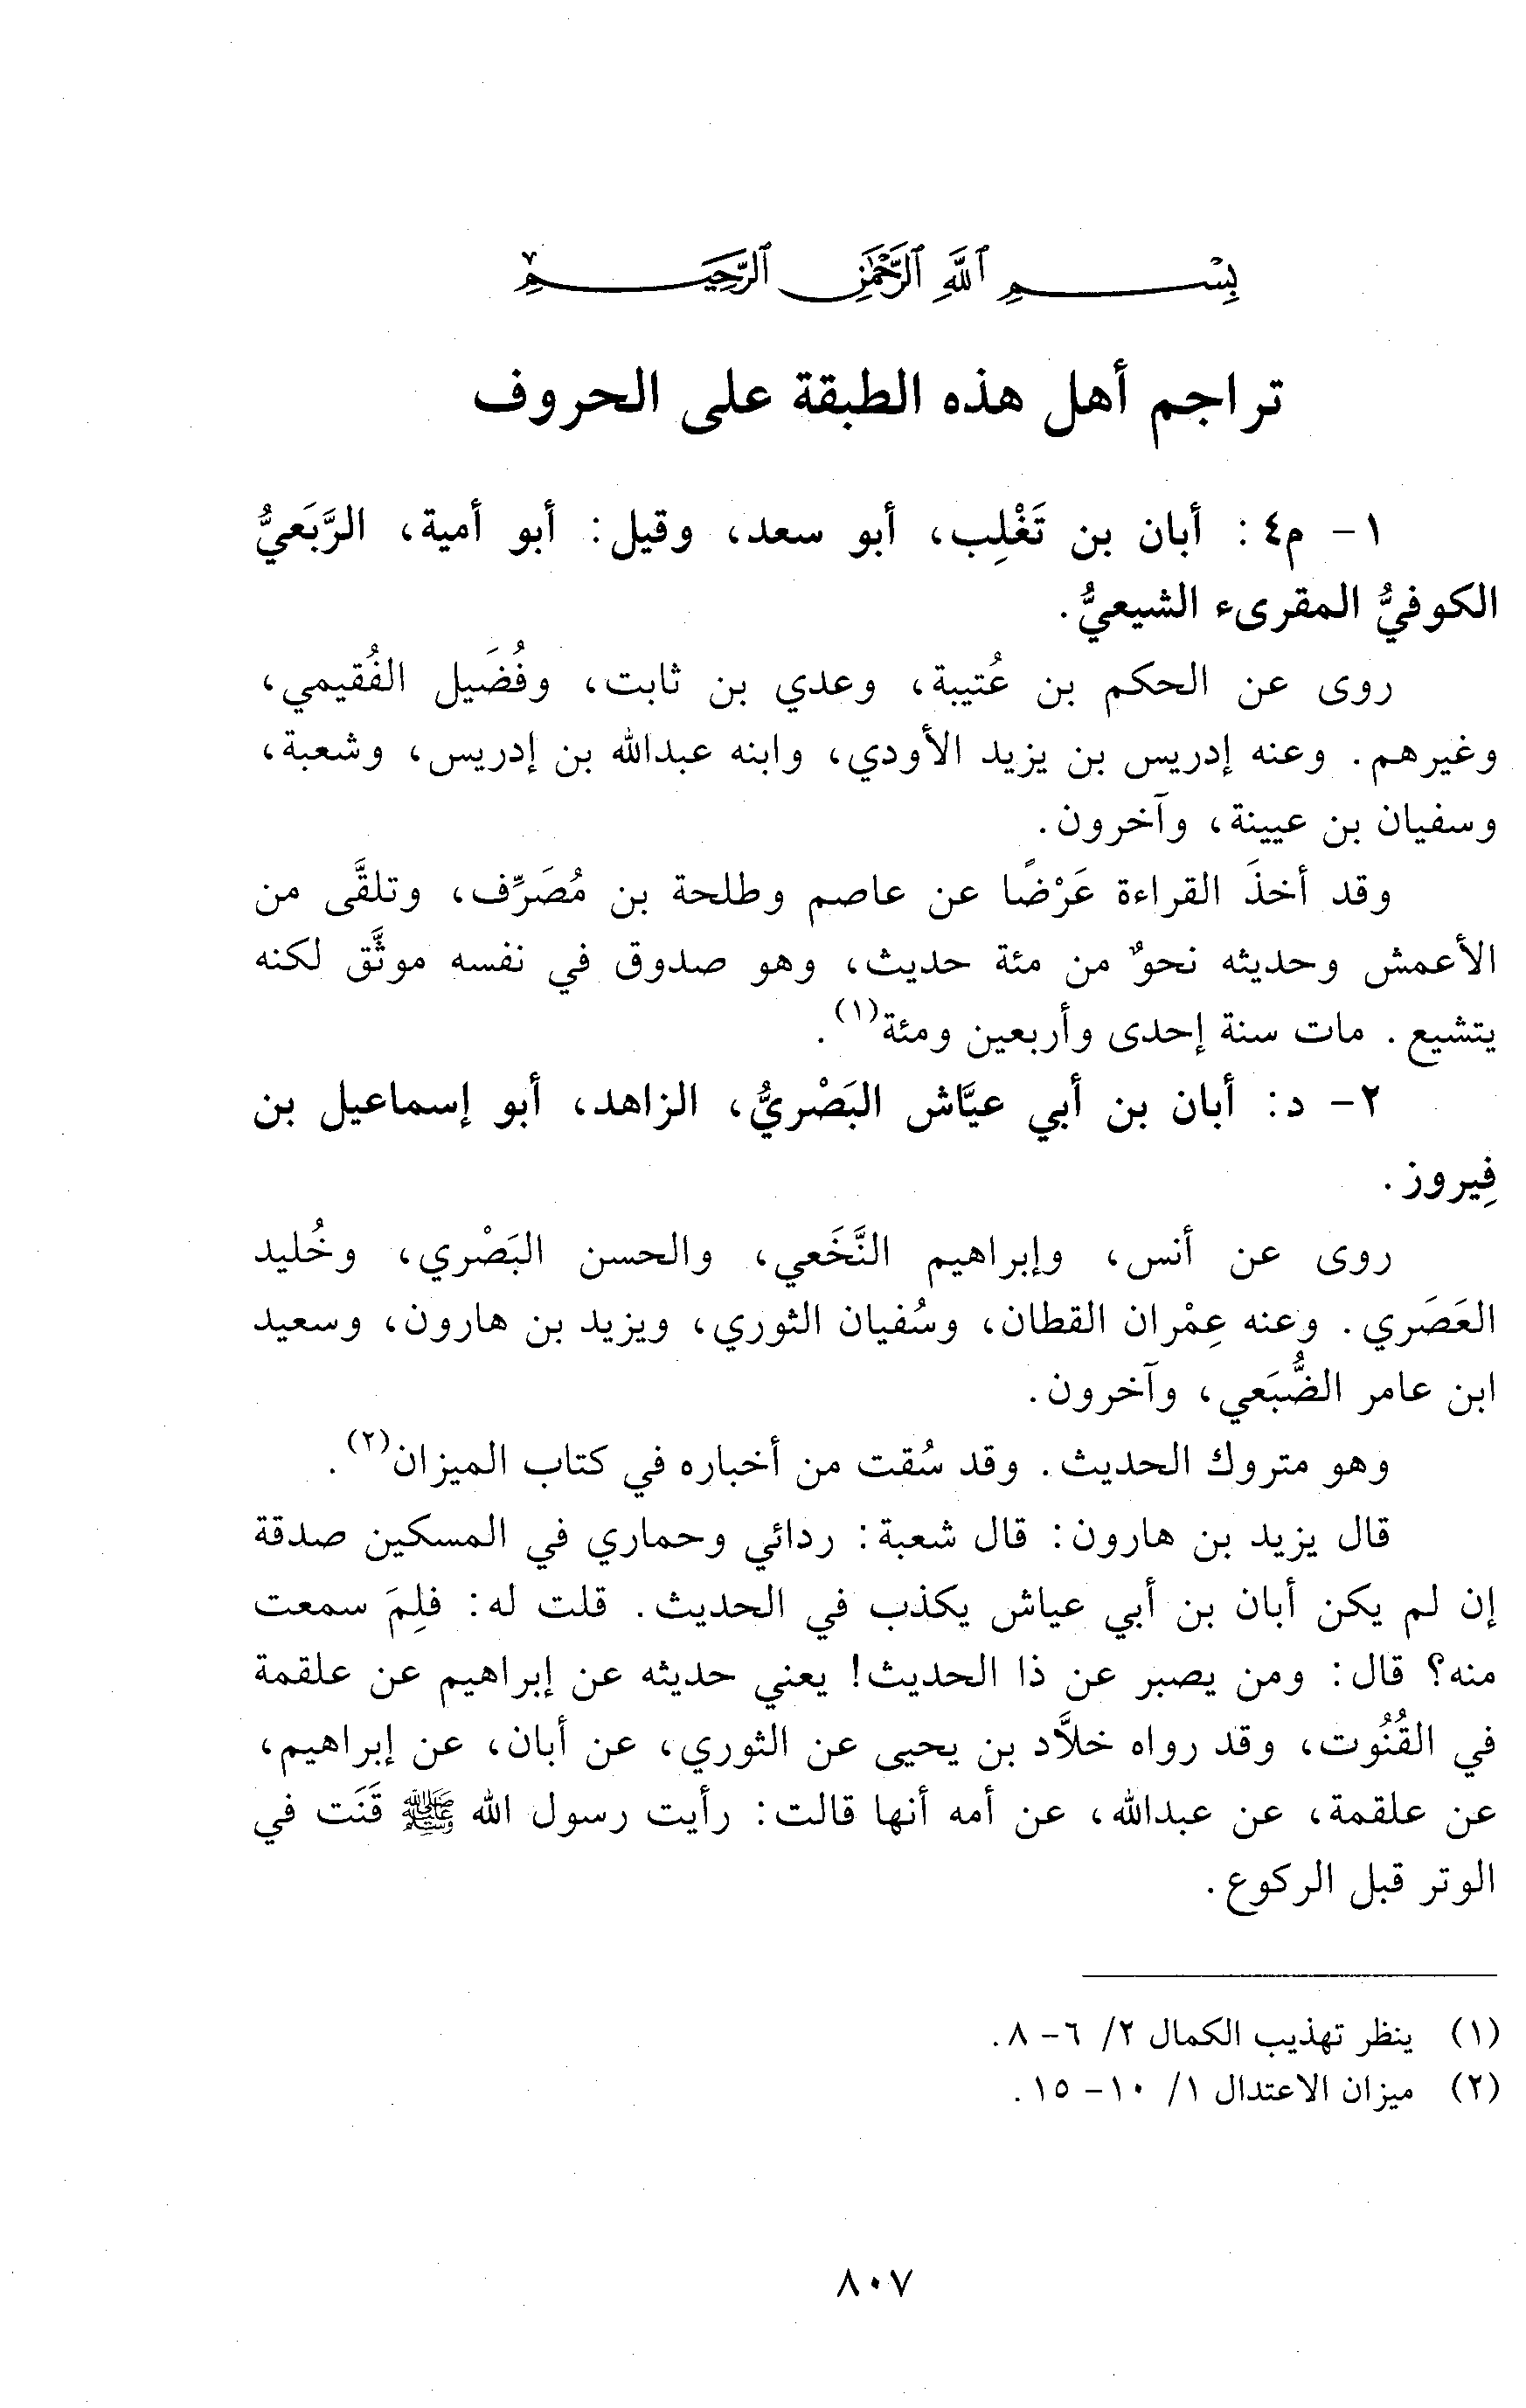 بِسْمِ ٱللَّهِ ٱلرَّحْمَٰنِ ٱلرَّحِيمِ
تراجم أهل هذه الطبقة على الحروف
١- م٤: أبان بن تَغْلِب، أبو سعد، وقيل: أبو أمية، الرَّبَعيُّ
الكوفيُّ المقرىء الشيعيُّ.
روى عن الحكم بن عُتيبة، وعدي بن ثابت، وفُضَيل الفُقيمي،
وغيرهم. وعنه إدريس بن يزيد الأودي، وابنه عبدالله بن إدريس، وشعبة،
وسفيان بن عيينة، وآخرون.
وقد أخذَ القراءة عَرْضًا عن عاصم وطلحة بن مُصَرِّف، وتلقَّى من
الأعمش وحديثه نحوٌ من مئة حديث، وهو صدوق في نفسه موثَّق لكنه
يتشيع. مات سنة إحدى وأربعين ومئة(١).
٢- د: أبان بن أبي عيَّاش البَصْريُّ، الزاهد، أبو إسماعيل بن
فِيروز.
روى عن أنس، وإبراهيم النَّخَعي، والحسن البَصْري، وخُليد
العَصَري. وعنه عِمْران القطان، وسُفيان الثوري، ويزيد بن هارون، وسعيد
ابن عامر الضُّبَعي، وآخرون.
وهو متروك الحديث. وقد سُقت من أخباره في كتاب الميزان(٢).
قال يزيد بن هارون: قال شعبة: ردائي وحماري في المسكين صدقة
إن لم يكن أبان بن أبي عياش يكذب في الحديث. قلت له: فلِمَ سمعت
منه؟ قال: ومن يصبر عن ذا الحديث! يعني حديثه عن إبراهيم عن علقمة
في القُنُوت، وقد رواه خلاَّد بن يحيى عن الثوري، عن أبان، عن إبراهيم،
عن علقمة، عن عبدالله، عن أمه أنها قالت: رأيت رسول الله ﷺ قَنَت في
الوتر قبل الركوع.
(١) ينظر تهذيب الكمال ٢/ ٦- ٨.
(٢) ميزان الاعتدال ١/ ١٠- ١٥.
٨٠٧